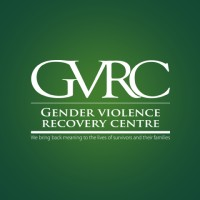 GVRC
GENDER VIOLENCE
RECOVERY CENTRE
We bring back meaning to the lives of survivors and their families